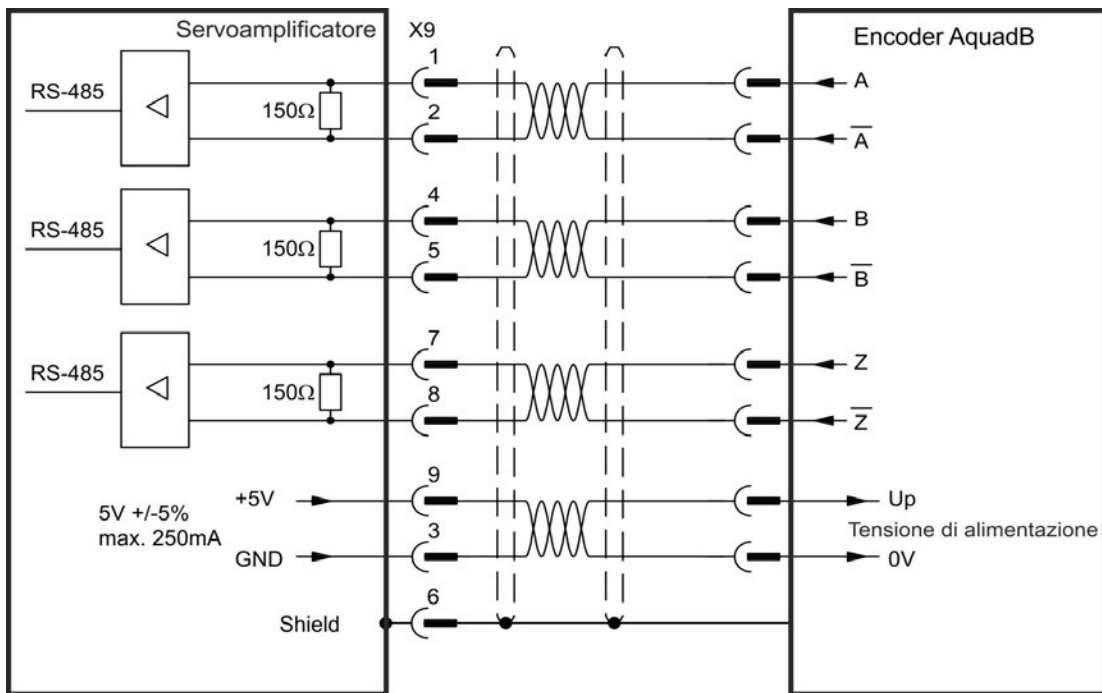 Servoamplificatore
X9
Encoder AquadB
RS-485
150Ω
1
2
A
A̅
RS-485
150Ω
4
5
B
B̅
RS-485
150Ω
7
8
Z
Z̅
5V +/-5%
max. 250mA
+5V
GND
9
3
Up
Tensione di alimentazione
0V
Shield
6